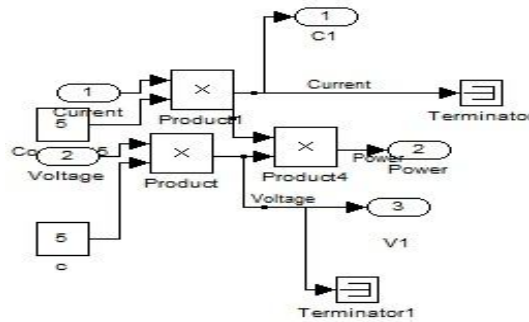 1
C1
1
Current
Current
Terminator
5
Product1
2
5
Voltage
Product
Product4
Power
2
Power
Voltage
3
V1
5
c
Terminator1